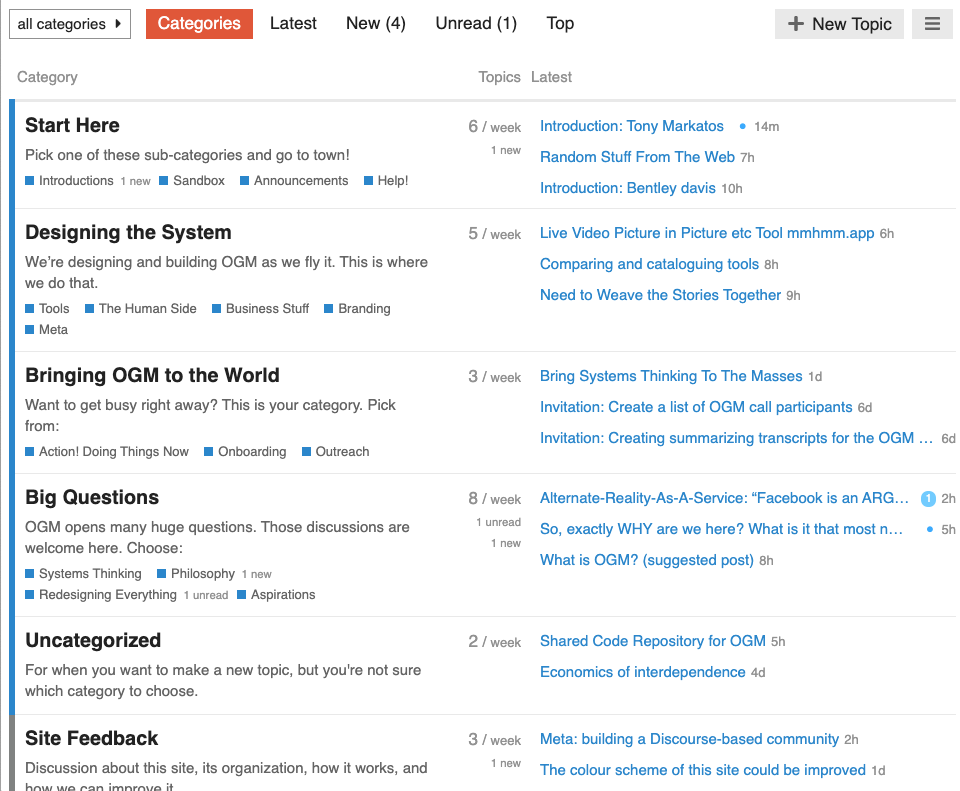 all categories
Categories
Latest
New (4)
Unread (1)
Top
+ New Topic
Category
Topics
Latest
Start Here
Pick one of these sub-categories and go to town!
Introductions 1 new Sandbox Announcements Help!
6 / week
1 new
Introduction: Tony Markatos 14m
Random Stuff From The Web 7h
Introduction: Bentley davis 10h
Designing the System
We’re designing and building OGM as we fly it. This is where
we do that.
Tools The Human Side Business Stuff Branding
Meta
5 / week
Live Video Picture in Picture etc Tool mmhmm.app 6h
Comparing and cataloguing tools 8h
Need to Weave the Stories Together 9h
Bringing OGM to the World
Want to get busy right away? This is your category. Pick
from:
Action! Doing Things Now Onboarding Outreach
3 / week
Bring Systems Thinking To The Masses 1d
Invitation: Create a list of OGM call participants 6d
Invitation: Creating summarizing transcripts for the OGM … 6d
Big Questions
OGM opens many huge questions. Those discussions are
welcome here. Choose:
Systems Thinking Philosophy 1 new
Redesigning Everything 1 unread Aspirations
8 / week
1 unread
1 new
Alternate-Reality-As-A-Service: “Facebook is an ARG… 1 2h
So, exactly WHY are we here? What is it that most n… 5h
What is OGM? (suggested post) 8h
Uncategorized
For when you want to make a new topic, but you're not sure
which category to choose.
2 / week
Shared Code Repository for OGM 5h
Economics of interdependence 4d
Site Feedback
Discussion about this site, its organization, how it works, and
how we can improve it.
3 / week
1 new
Meta: building a Discourse-based community 2h
The colour scheme of this site could be improved 1d